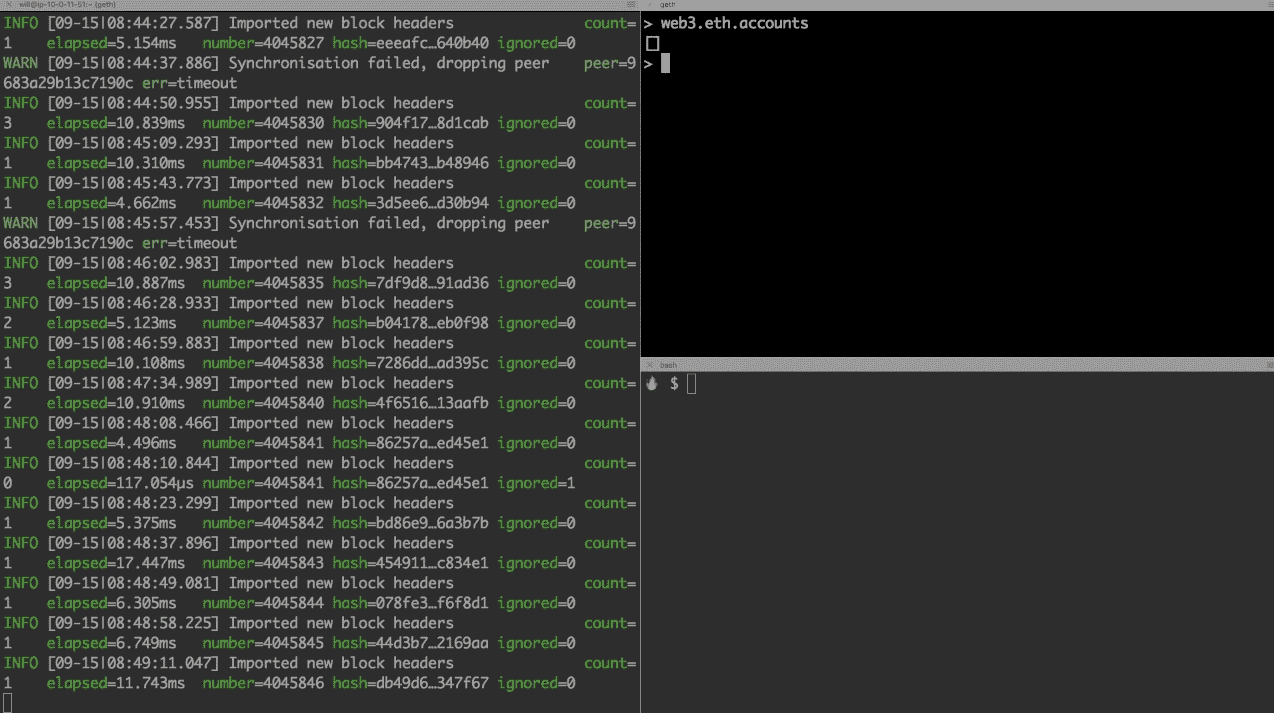 will@ip-10-0-11-51:~ (geth)
INFO [09-15|08:44:27.587] Imported new block headers count=
1 elapsed=5.154ms number=4045827 hash=eeeafc…640b40 ignored=0
WARN [09-15|08:44:37.886] Synchronisation failed, dropping peer peer=9
683a29b13c7190c err=timeout
INFO [09-15|08:44:50.955] Imported new block headers count=
3 elapsed=10.839ms number=4045830 hash=904f17…8d1cab ignored=0
INFO [09-15|08:45:09.293] Imported new block headers count=
1 elapsed=10.310ms number=4045831 hash=bb4743…b48946 ignored=0
INFO [09-15|08:45:43.773] Imported new block headers count=
1 elapsed=4.662ms number=4045832 hash=3d5ee6…d30b94 ignored=0
WARN [09-15|08:45:57.453] Synchronisation failed, dropping peer peer=9
683a29b13c7190c err=timeout
INFO [09-15|08:46:02.983] Imported new block headers count=
3 elapsed=10.887ms number=4045835 hash=7df9d8…91ad36 ignored=0
INFO [09-15|08:46:28.933] Imported new block headers count=
2 elapsed=5.123ms number=4045837 hash=b04178…eb0f98 ignored=0
INFO [09-15|08:46:59.883] Imported new block headers count=
1 elapsed=10.108ms number=4045838 hash=7286dd…ad395c ignored=0
INFO [09-15|08:47:34.989] Imported new block headers count=
2 elapsed=10.910ms number=4045840 hash=4f6516…13aafb ignored=0
INFO [09-15|08:48:08.466] Imported new block headers count=
1 elapsed=4.496ms number=4045841 hash=86257a…ed45e1 ignored=0
INFO [09-15|08:48:10.844] Imported new block headers count=
0 elapsed=117.054µs number=4045841 hash=86257a…ed45e1 ignored=1
INFO [09-15|08:48:23.299] Imported new block headers count=
1 elapsed=5.375ms number=4045842 hash=bd86e9…6a3b7b ignored=0
INFO [09-15|08:48:37.896] Imported new block headers count=
1 elapsed=17.447ms number=4045843 hash=454911…c834e1 ignored=0
INFO [09-15|08:48:49.081] Imported new block headers count=
1 elapsed=6.305ms number=4045844 hash=078fe3…f6f8d1 ignored=0
INFO [09-15|08:48:58.225] Imported new block headers count=
1 elapsed=6.749ms number=4045845 hash=44d3b7…2169aa ignored=0
INFO [09-15|08:49:11.047] Imported new block headers count=
1 elapsed=11.743ms number=4045846 hash=db49d6…347f67 ignored=0
geth
> web3.eth.accounts
[]
>
bash
$